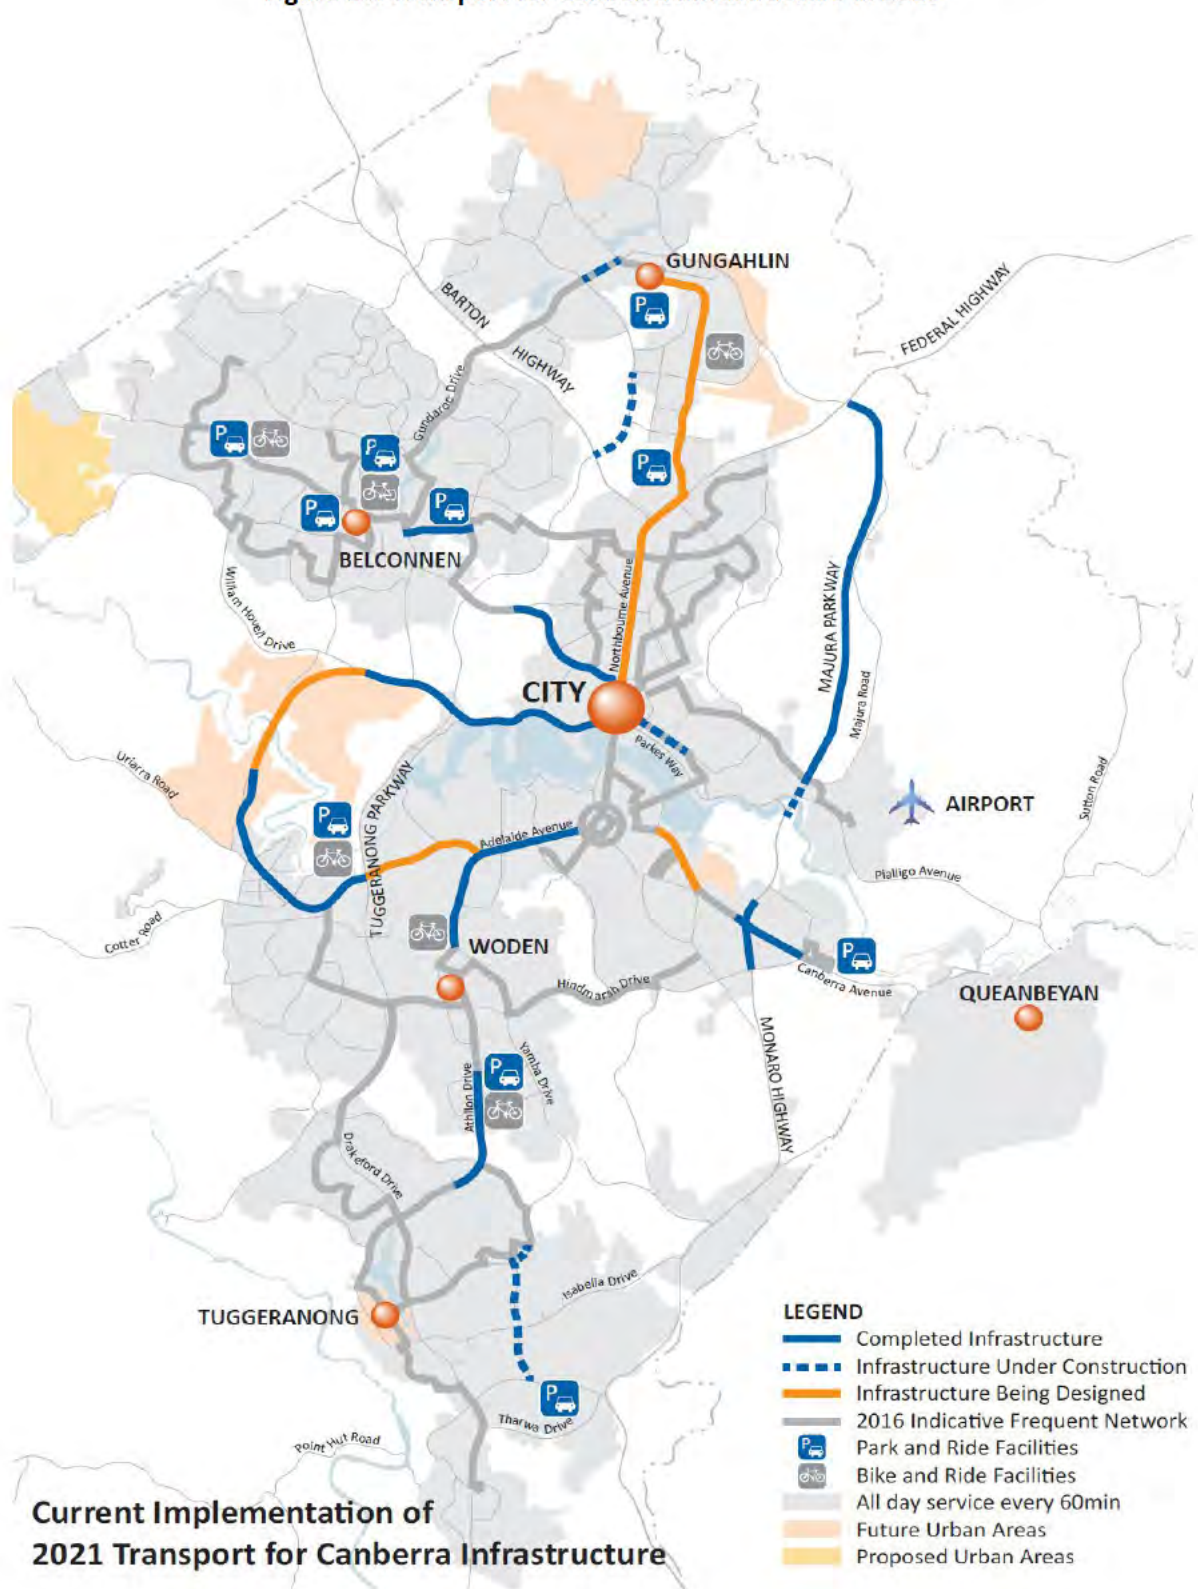 GUNGAHLIN
FEDERAL HIGHWAY
BARTON
HIGHWAY
Gundaroo Drive
BELCONNEN
William Hovell Drive
Northbourne Avenue
MAJURA PARKWAY
CITY
Majura Road
Parkes Way
Uriarra Road
TUGGERANONG PARKWAY
Sutton Road
AIRPORT
Adelaide Avenue
Pialligo Avenue
Cotter Road
WODEN
Hindmarsh Drive
Canberra Avenue
QUEANBEYAN
MONARO HIGHWAY
Yamba Drive
Athllon Drive
Drakeford Drive
Isabella Drive
TUGGERANONG
Tharwa Drive
Point Hut Road
P
P
P
P
P
P
P
P
P
P
LEGEND
Completed Infrastructure
Infrastructure Under Construction
Infrastructure Being Designed
2016 Indicative Frequent Network
P Park and Ride Facilities
Bike and Ride Facilities
All day service every 60min
Future Urban Areas
Proposed Urban Areas
Current Implementation of
2021 Transport for Canberra Infrastructure